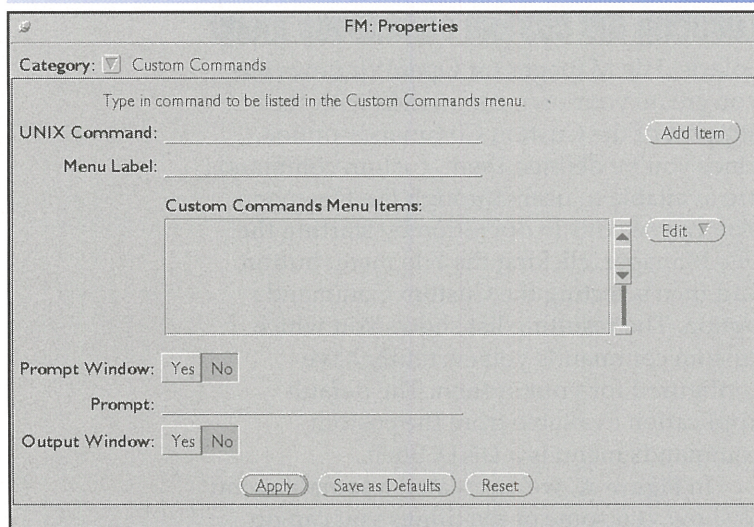 FM: Properties
Category: Custom Commands
Type in command to be listed in the Custom Commands menu.
UNIX Command: Add Item
Menu Label:
Custom Commands Menu Items:
Edit
Prompt Window: Yes No
Prompt:
Output Window: Yes No
Apply Save as Defaults Reset